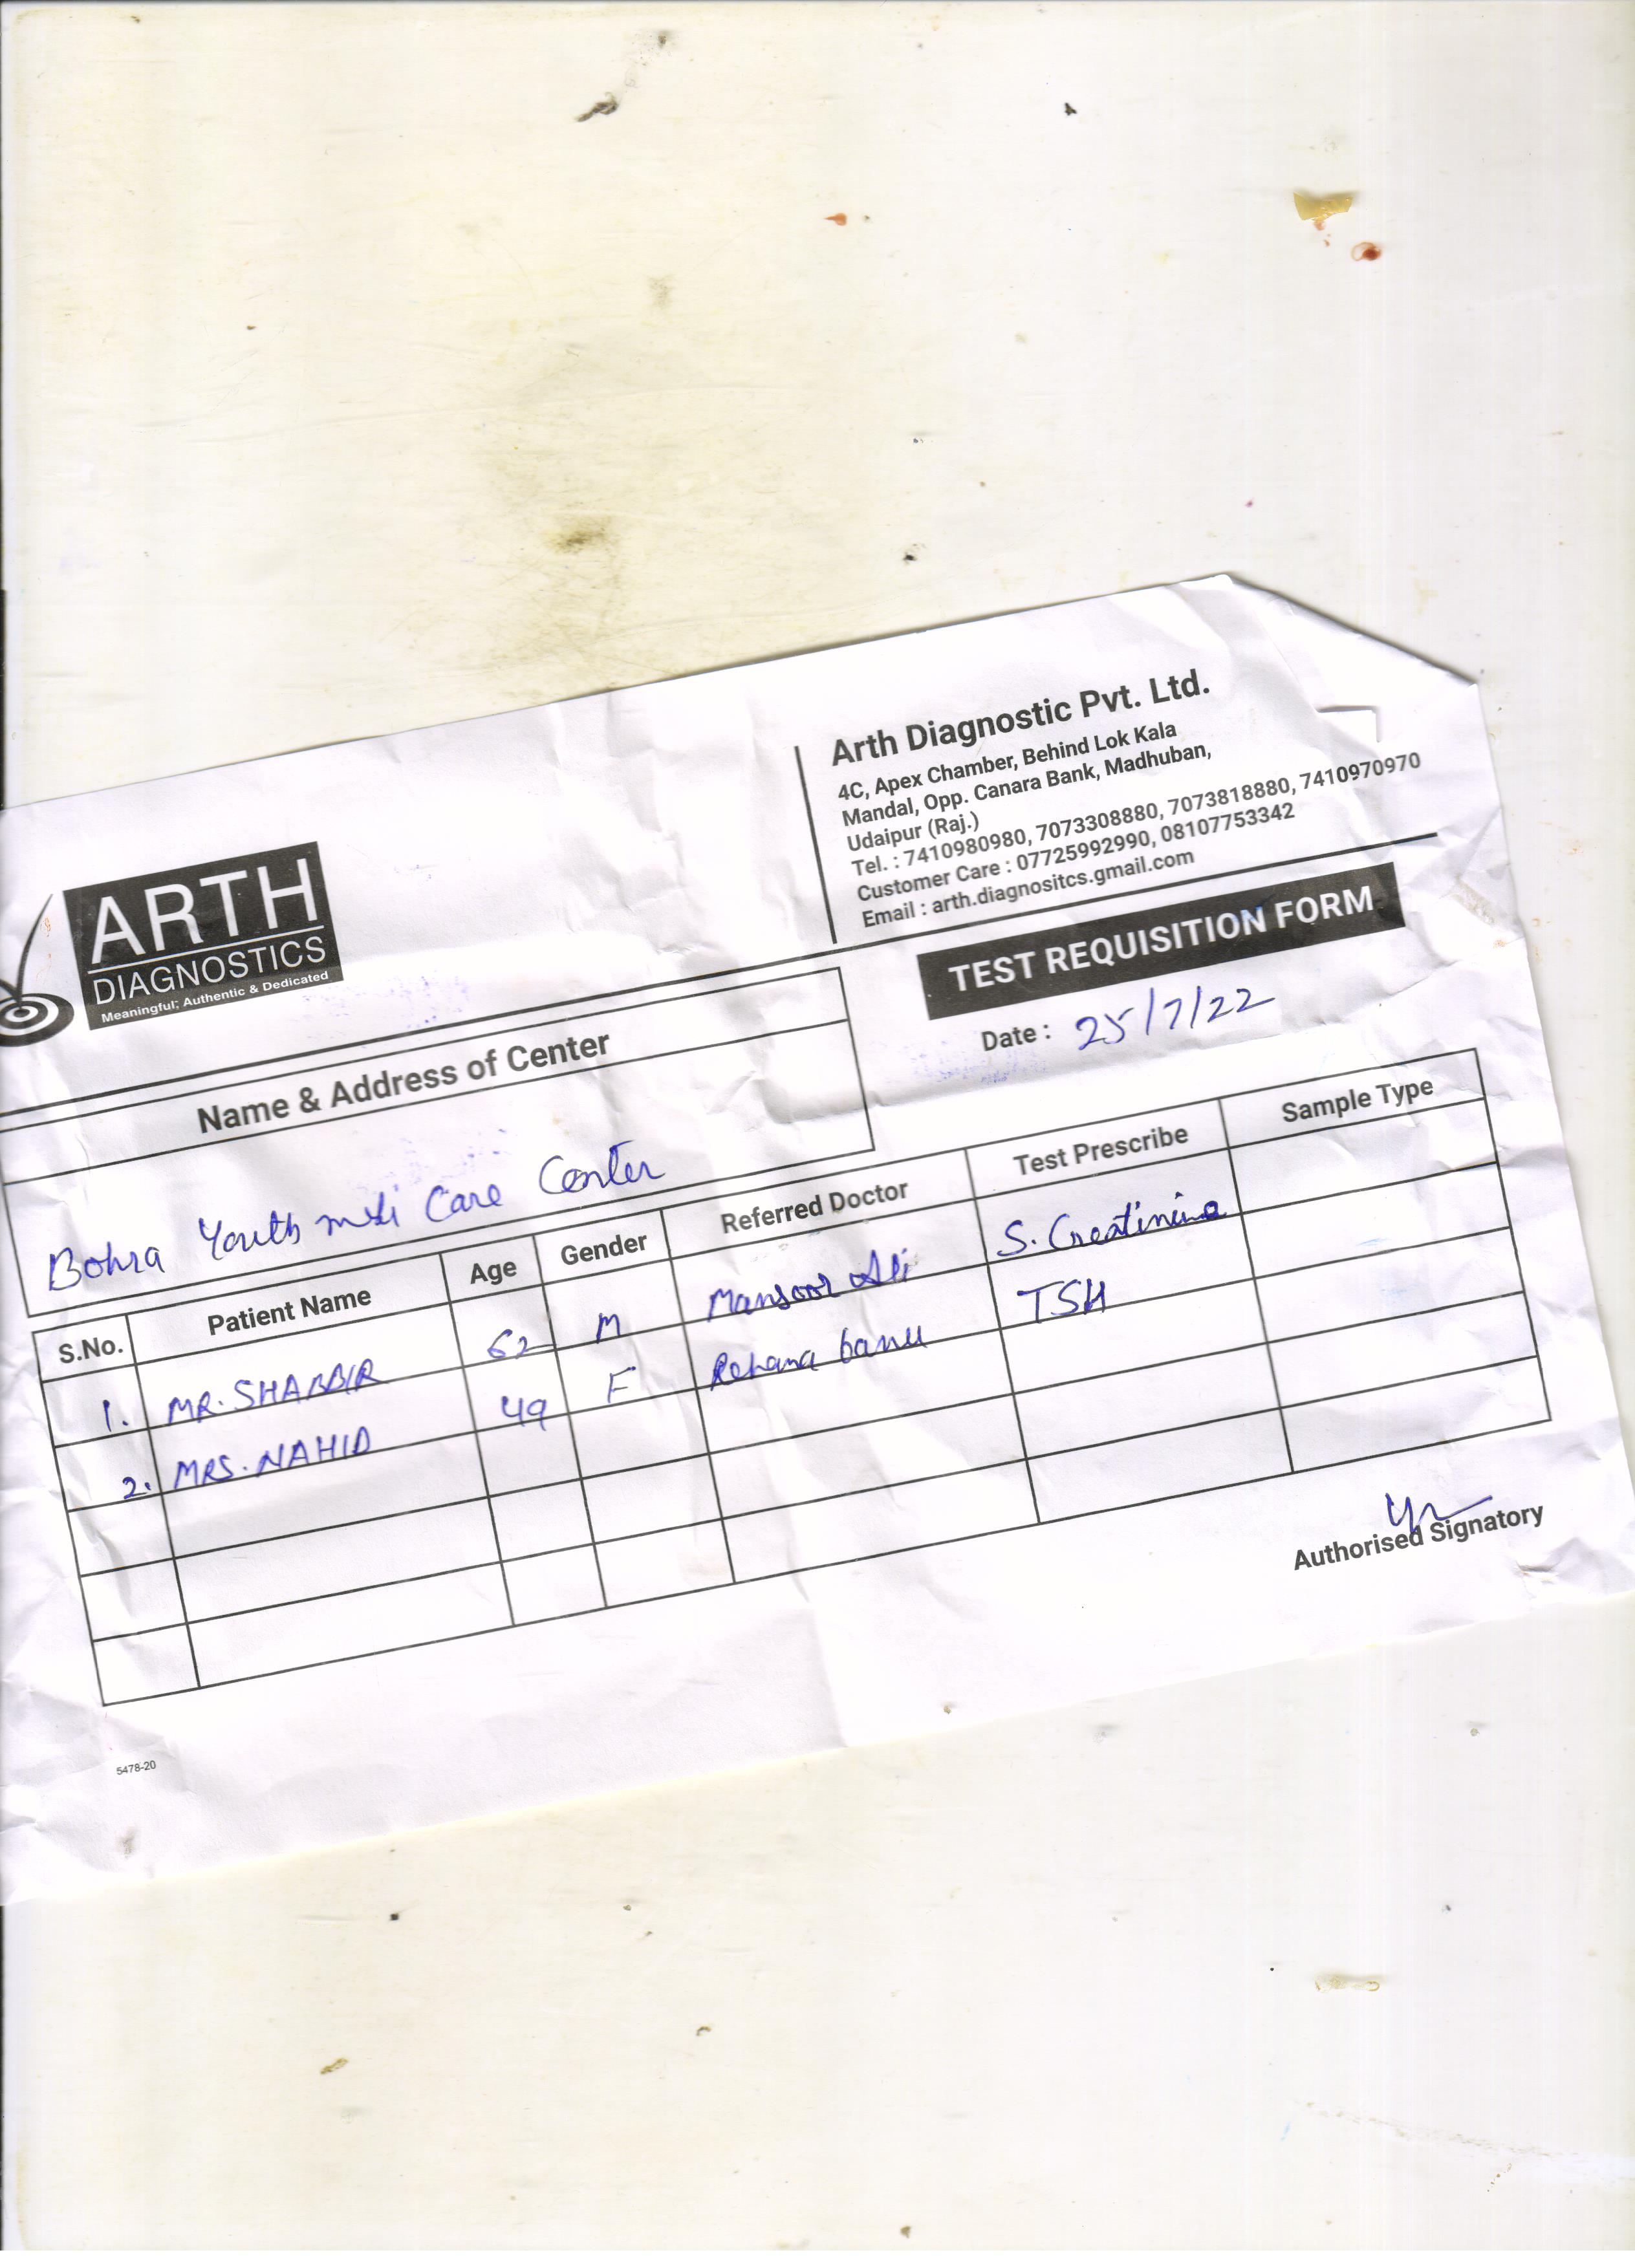 Arth Diagnostic Pvt. Ltd.
4C, Apex Chamber, Behind Lok Kala
Mandal, Opp. Canara Bank, Madhuban,
Udaipur (Raj.)
Tel. : 7410980980, 7073308880, 7073818880, 7410970970
Customer Care : 07725992990, 08107753342
Email : arth.diagnositcs.gmail.com
ARTH
DIAGNOSTICS
Meaningful; Authentic & Dedicated
TEST REQUISITION FORM
Date : 25/7/22
Name & Address of Center
Bohra Youth medi Care Center
S.No. Patient Name Age Gender Referred Doctor Test Prescribe Sample Type
1. MR. SHABBIR 62 M Mansoor Ali S. Creatinine
2. MRS. NAHID 49 F Rehana banu TSH
Authorised Signatory
5478-20